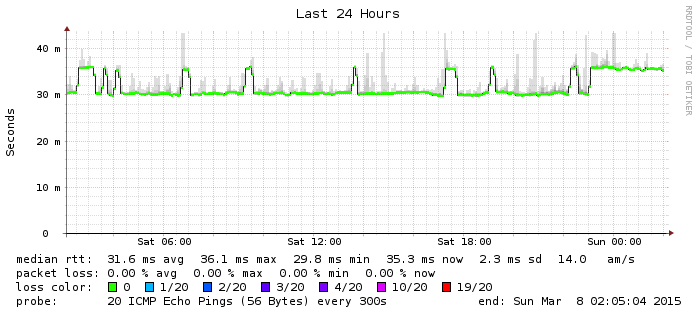 Last 24 Hours
RRDTOOL / TOBI OETIKER
Seconds
40 m
30 m
20 m
10 m
0
Sat 06:00 Sat 12:00 Sat 18:00 Sun 00:00
median rtt: 31.6 ms avg 36.1 ms max 29.8 ms min 35.3 ms now 2.3 ms sd 14.0 am/s
packet loss: 0.00 % avg 0.00 % max 0.00 % min 0.00 % now
loss color: 0 1/20 2/20 3/20 4/20 10/20 19/20
probe: 20 ICMP Echo Pings (56 Bytes) every 300s end: Sun Mar 8 02:05:04 2015